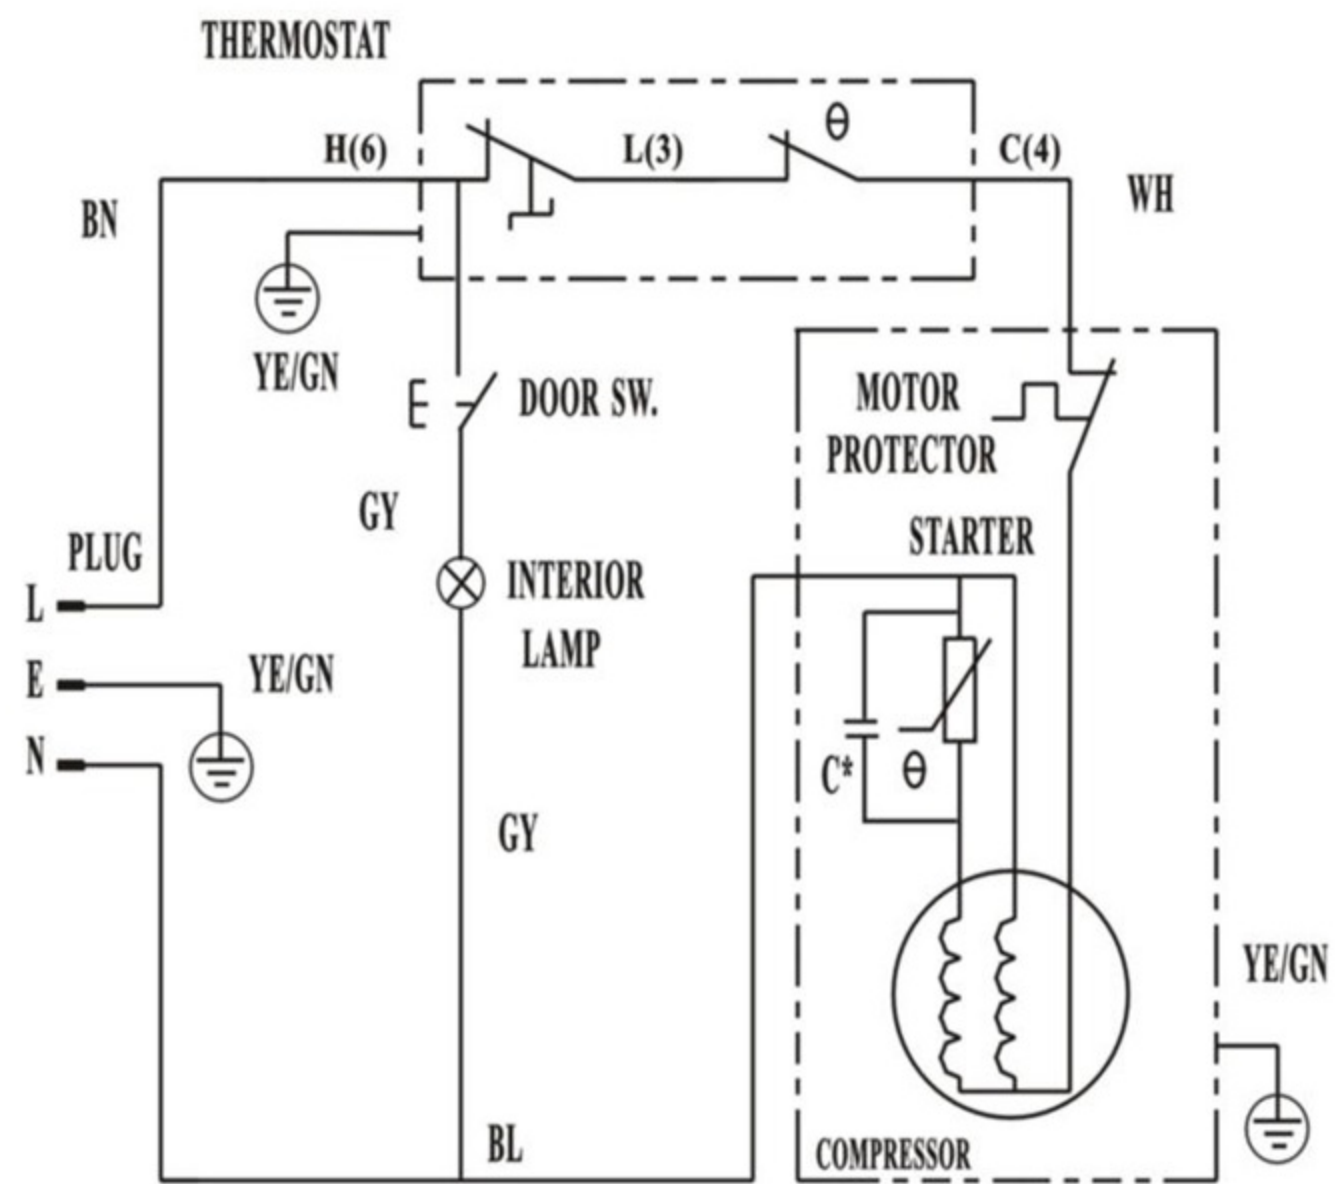 THERMOSTAT
H(6)
L(3)
θ
C(4)
BN
WH
YE/GN
DOOR SW.
MOTOR
PROTECTOR
GY
STARTER
PLUG
L
INTERIOR
LAMP
E
YE/GN
N
C*
θ
GY
YE/GN
BL
COMPRESSOR